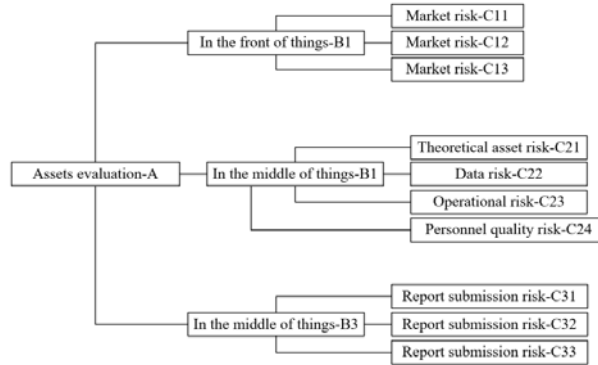 Market risk-C11
In the front of things-B1
Market risk-C12
Market risk-C13
Theoretical asset risk-C21
Assets evaluation-A
In the middle of things-B1
Data risk-C22
Operational risk-C23
Personnel quality risk-C24
Report submission risk-C31
In the middle of things-B3
Report submission risk-C32
Report submission risk-C33